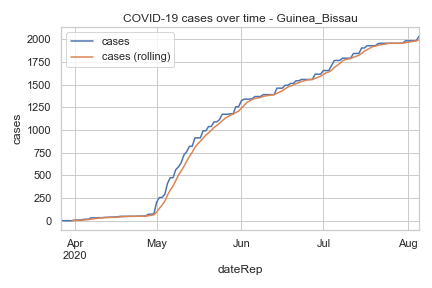 COVID-19 cases over time - Guinea_Bissau
cases
cases (rolling)
2000
1750
1500
1250
1000
750
500
250
0
cases
Apr
2020
May
Jun
Jul
Aug
dateRep